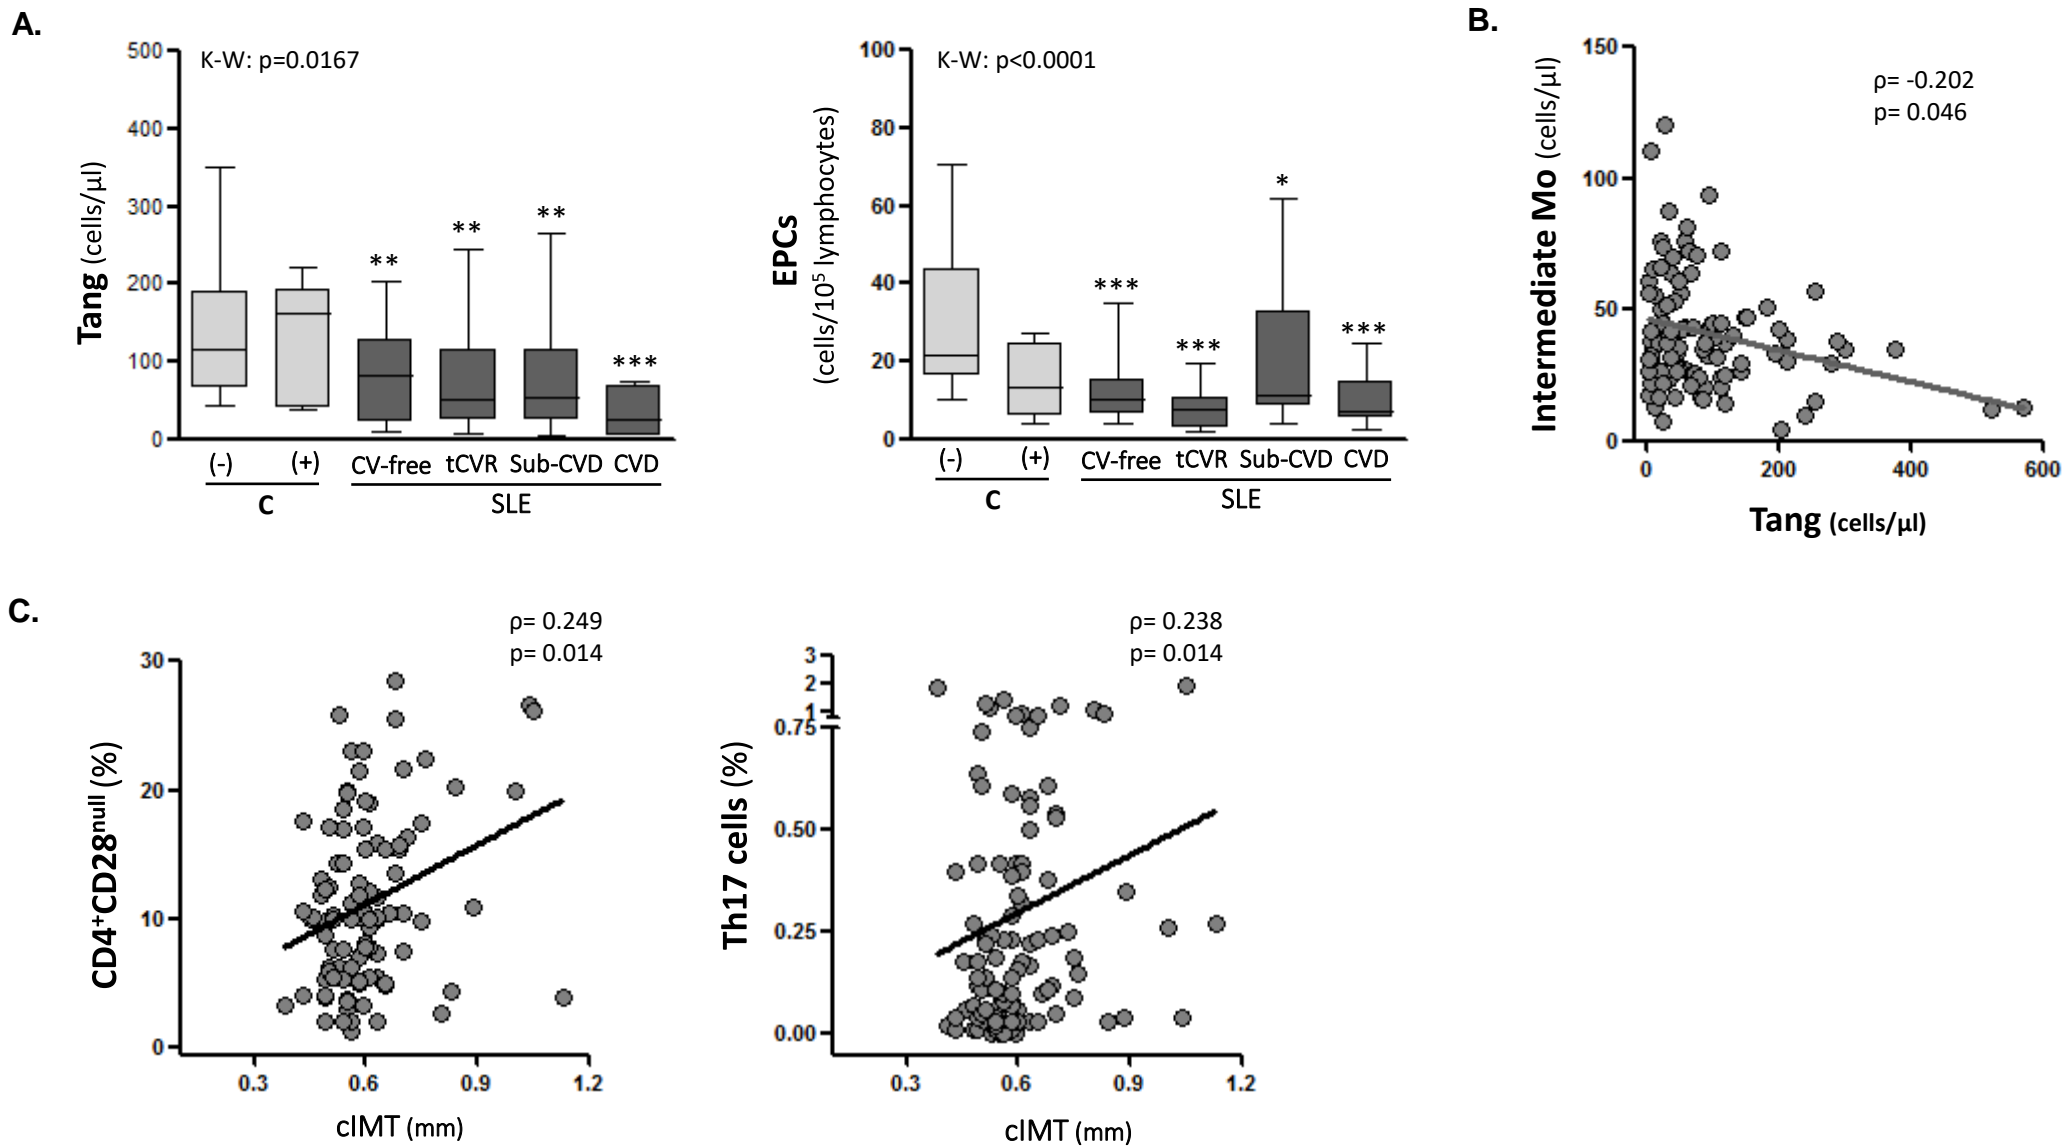 A.
K-W: p=0.0167
Tang (cells/µl)
500
400
300
200
100
0
**
**
**
***
(-)
(+)
CV-free
tCVR
Sub-CVD
CVD
C
SLE
K-W: p<0.0001
EPCs
(cells/10⁵ lymphocytes)
100
80
60
40
20
0
***
***
*
***
(-)
(+)
CV-free
tCVR
Sub-CVD
CVD
C
SLE
B.
ρ= -0.202
p= 0.046
Intermediate Mo (cells/µl)
150
100
50
0
0
200
400
600
Tang (cells/µl)
C.
ρ= 0.249
p= 0.014
CD4⁺CD28ⁿᵘˡˡ (%)
30
20
10
0
0.3
0.6
0.9
1.2
cIMT (mm)
ρ= 0.238
p= 0.014
Th17 cells (%)
3
2
1
0.75
0.50
0.25
0.00
0.3
0.6
0.9
1.2
cIMT (mm)